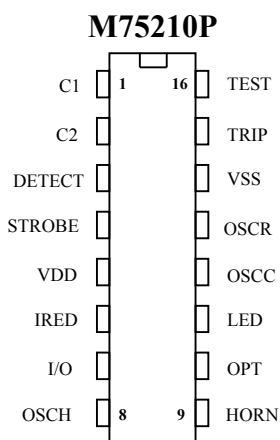 M75210P
C1 1 16 TEST
C2 TRIP
DETECT VSS
STROBE OSCR
VDD OSCC
IRED LED
I/O OPT
OSCH 8 9 HORN